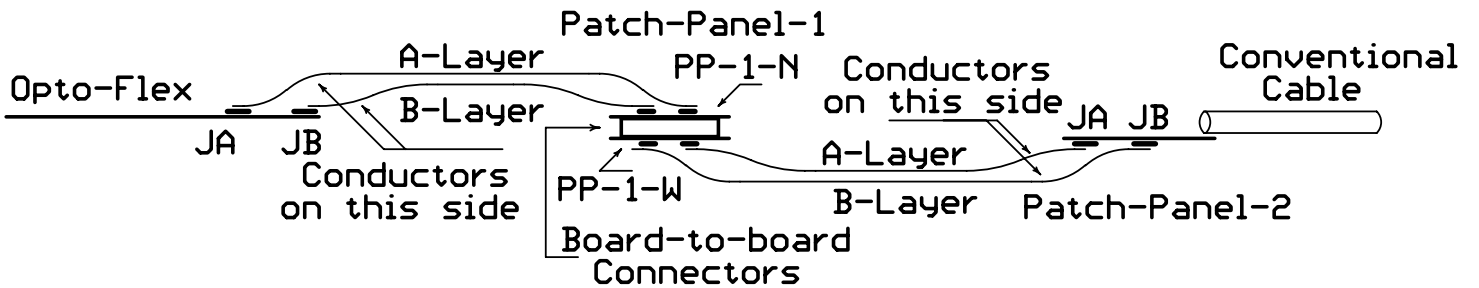 Patch-Panel-1
A-Layer
PP-1-N
Conductors
on this side
Conventional
Cable
Opto-Flex
B-Layer
JA
JB
JA
JB
Conductors
on this side
PP-1-W
A-Layer
B-Layer
Patch-Panel-2
Board-to-board
Connectors